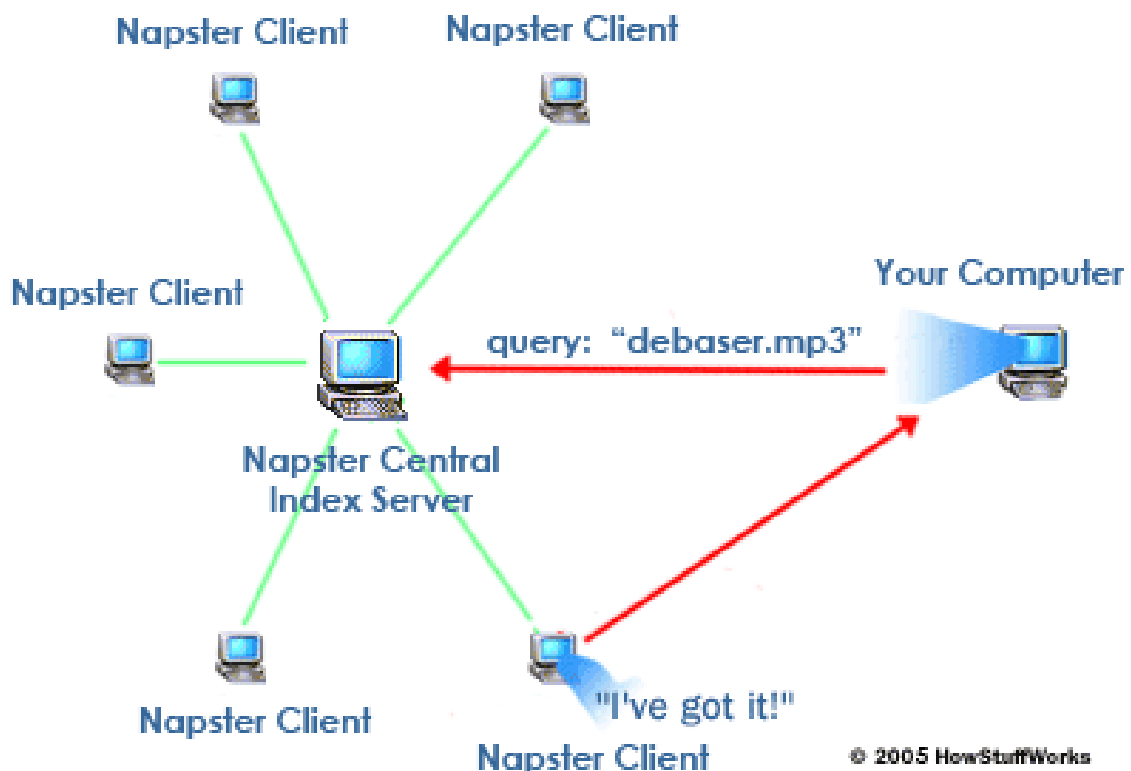 Napster Client
Napster Client
Your Computer
Napster Client
query: “debaser.mp3”
Napster Central
Index Server
"I've got it!"
Napster Client
Napster Client
© 2005 HowStuffWorks